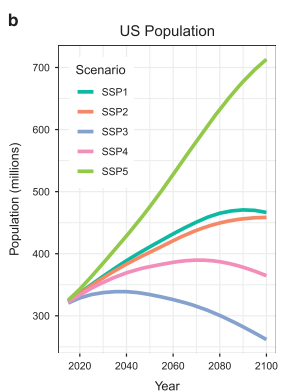 b
US Population
Population (millions)
700
600
500
400
300
Scenario
SSP1
SSP2
SSP3
SSP4
SSP5
2020 2040 2060 2080 2100
Year